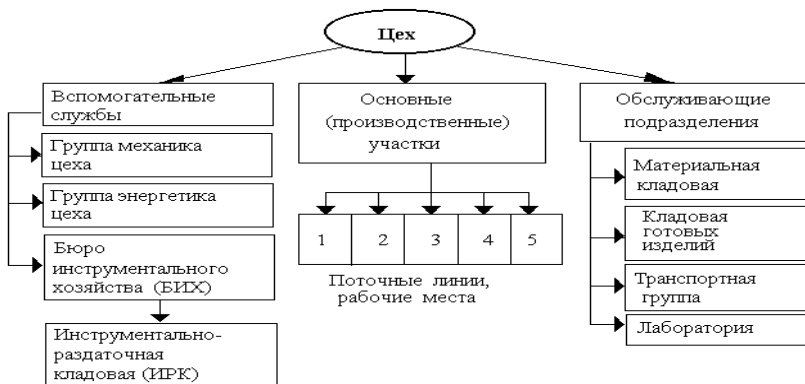 Цех
Вспомогательные
службы
Группа механика
цеха
Группа энергетика
цеха
Бюро
инструментального
хозяйства (БИХ)
Инструментально-
раздаточная
кладовая (ИРК)
Основные
(производственные)
участки
1 2 3 4 5
Поточные линии,
рабочие места
Обслуживающие
подразделения
Материальная
кладовая
Кладовая
готовых
изделий
Транспортная
группа
Лаборатория